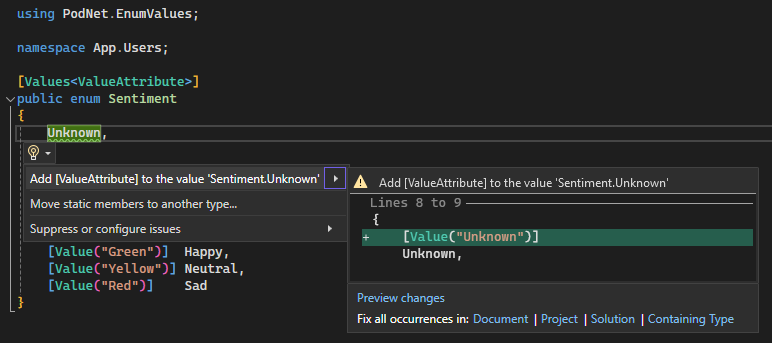 using PodNet.EnumValues;
namespace App.Users;
[Values<ValueAttribute>]
public enum Sentiment
{
Unknown,
Add [ValueAttribute] to the value 'Sentiment.Unknown'
Move static members to another type...
Suppress or configure issues
Add [ValueAttribute] to the value 'Sentiment.Unknown'
Lines 8 to 9
{
+ [Value("Unknown")]
Unknown,
Preview changes
Fix all occurrences in: Document | Project | Solution | Containing Type
[Value("Green")] Happy,
[Value("Yellow")] Neutral,
[Value("Red")] Sad
}